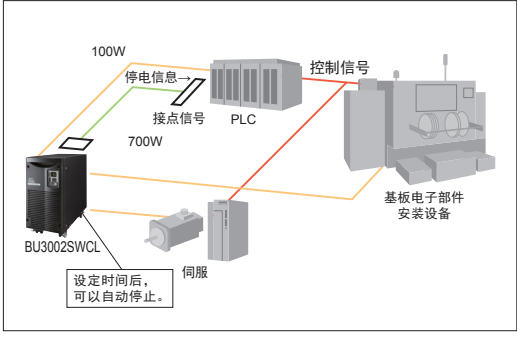 100W
停电信息→
控制信号
接点信号
PLC
700W
基板电子部件
安装设备
BU3002SWCL
伺服
设定时间后，
可以自动停止。